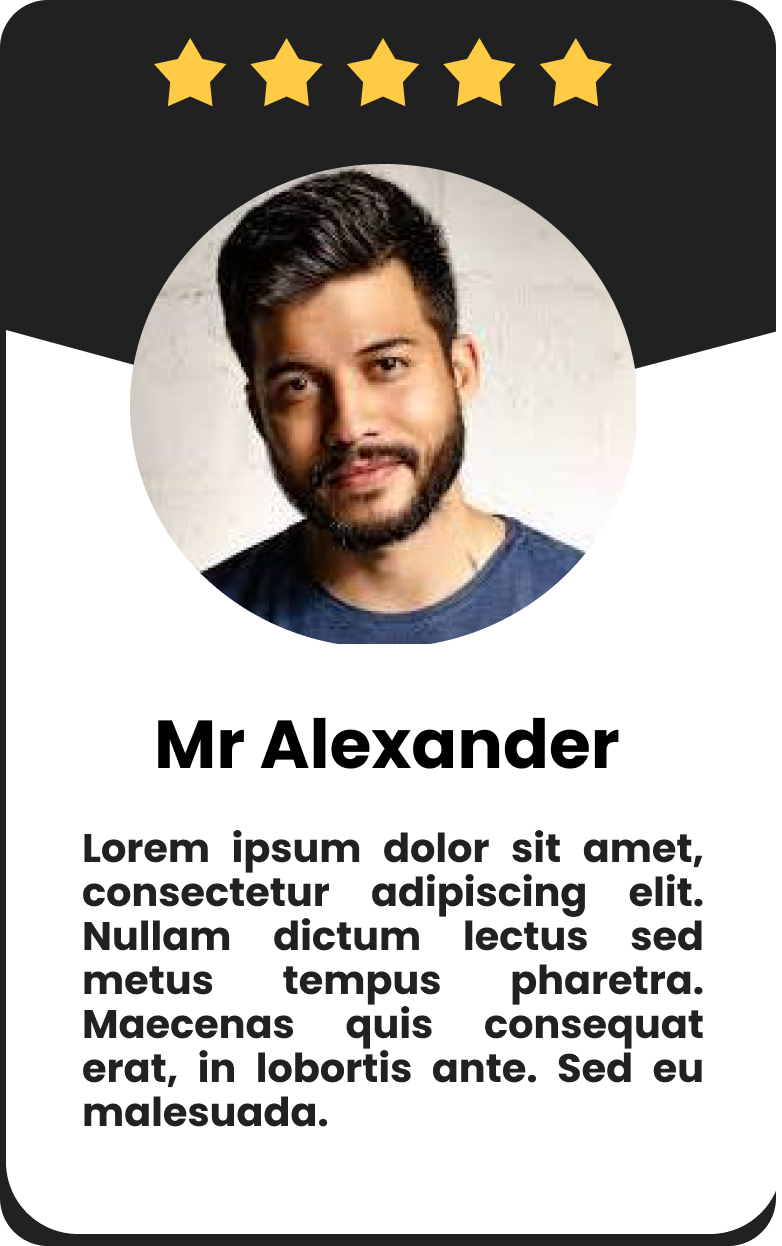 Mr Alexander
Lorem ipsum dolor sit amet,
consectetur adipiscing elit.
Nullam dictum lectus sed
metus tempus pharetra.
Maecenas quis consequat
erat, in lobortis ante. Sed eu
malesuada.